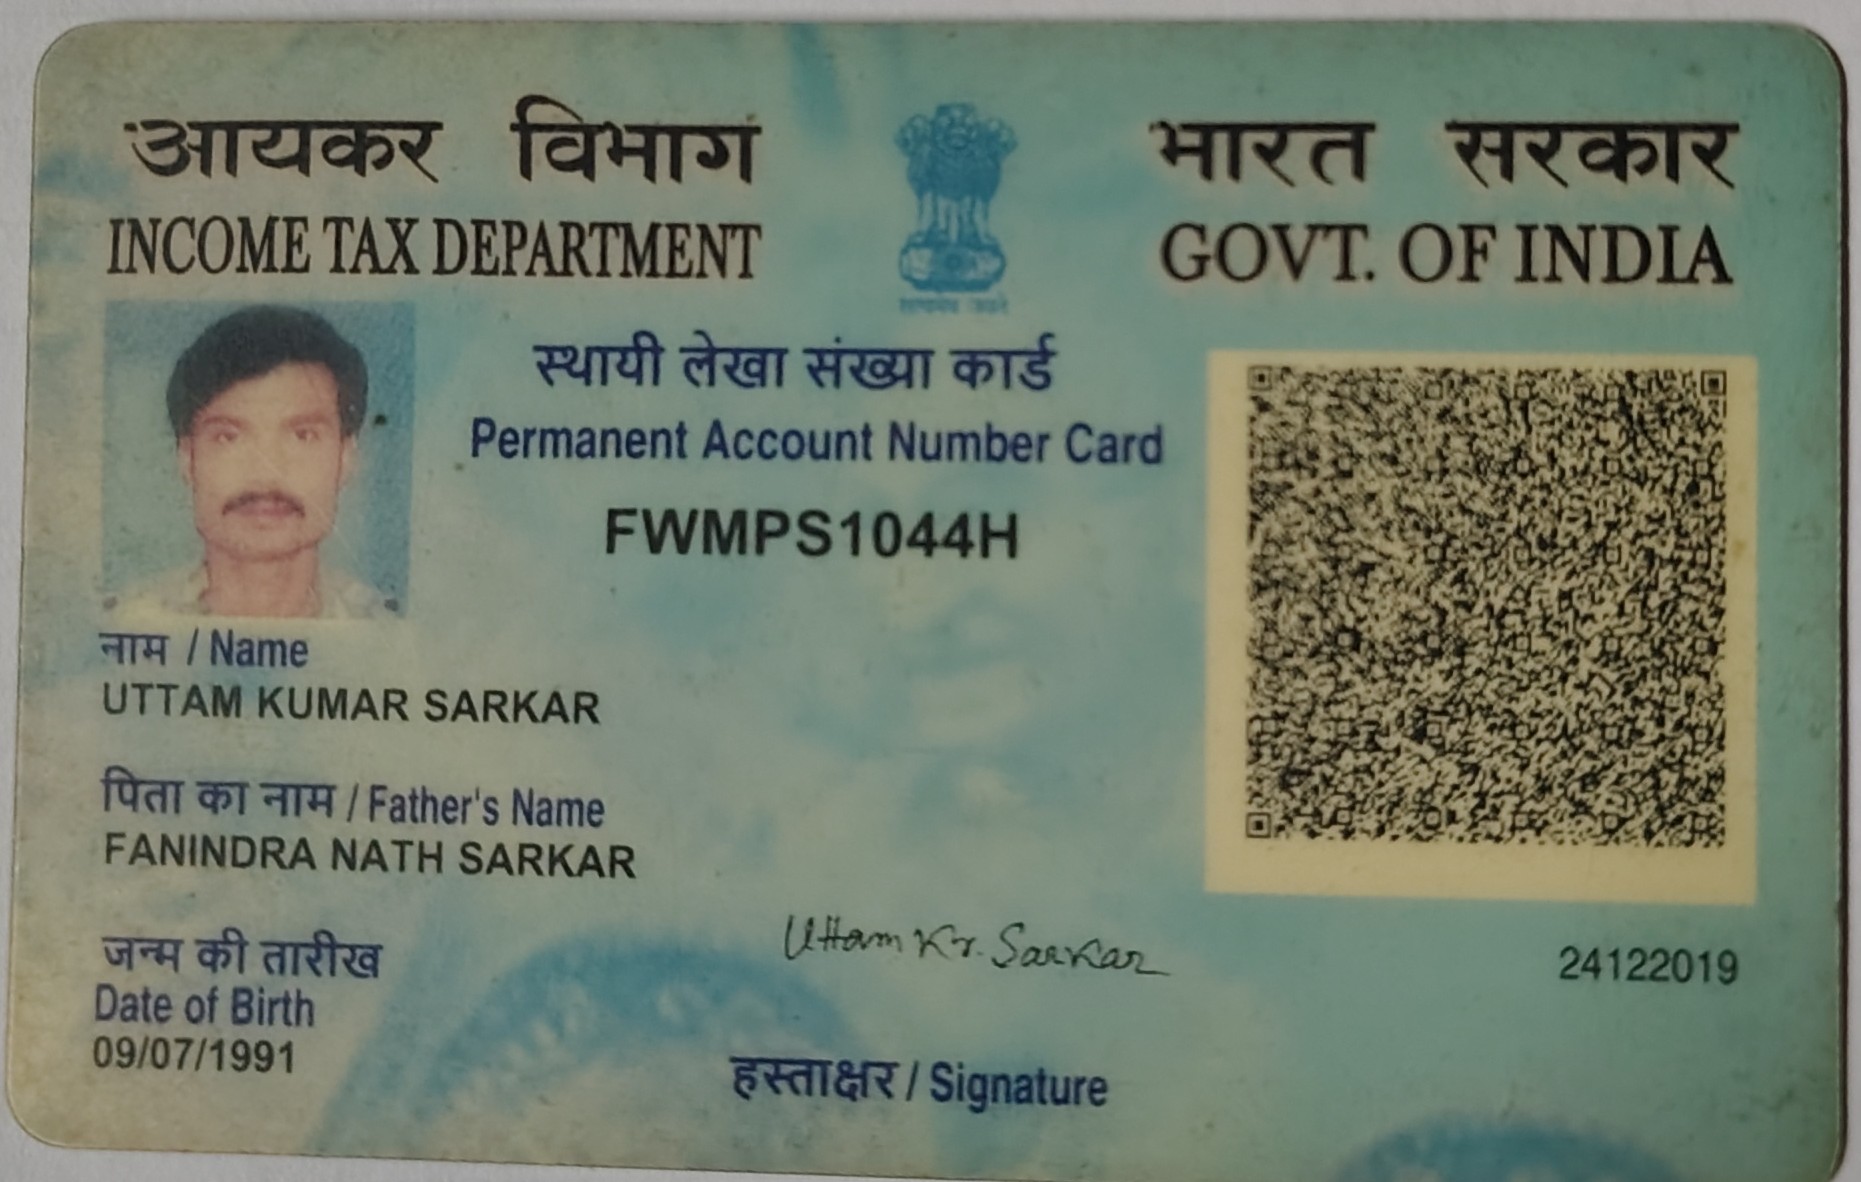 आयकर विभाग
INCOME TAX DEPARTMENT
भारत सरकार
GOVT. OF INDIA
स्थायी लेखा संख्या कार्ड
Permanent Account Number Card
FWMPS1044H
नाम / Name
UTTAM KUMAR SARKAR
पिता का नाम / Father's Name
FANINDRA NATH SARKAR
जन्म की तारीख
Date of Birth
09/07/1991
Uttam Kr. Sarkar
हस्ताक्षर / Signature
24122019